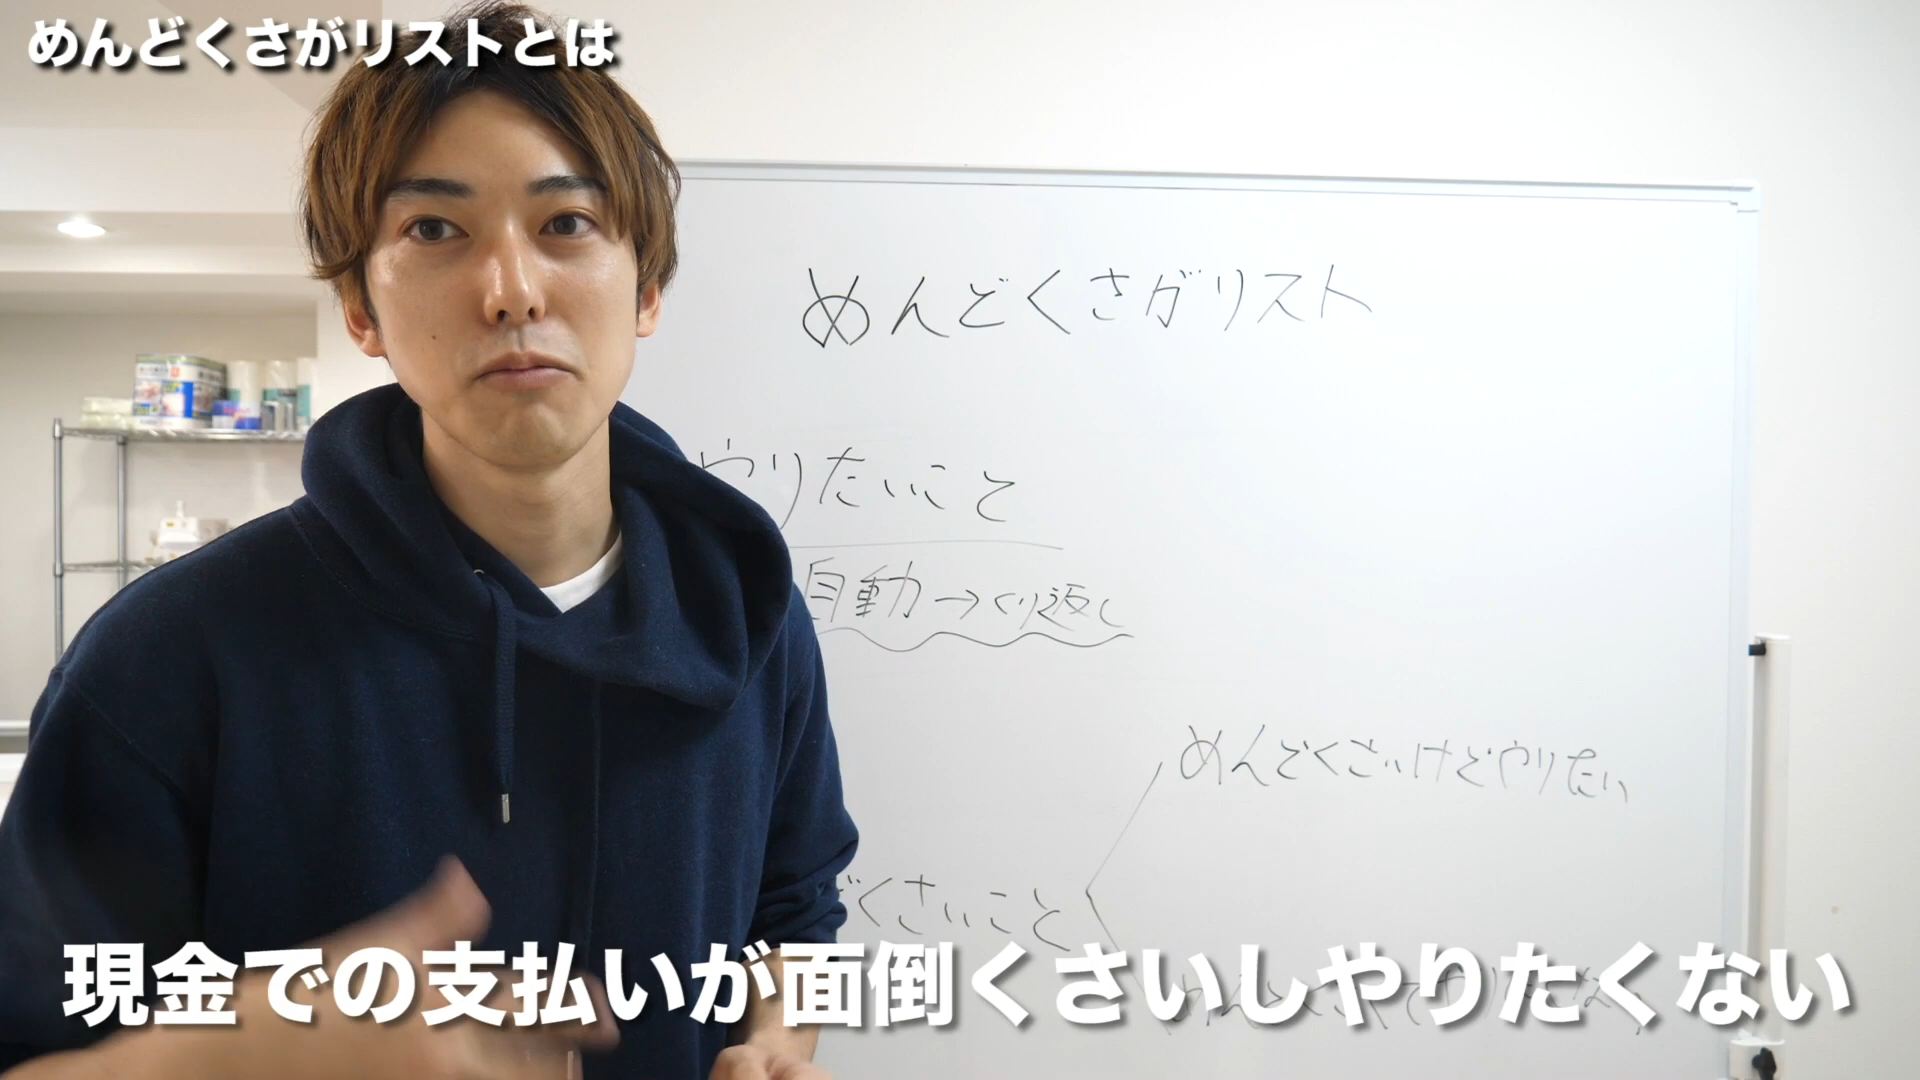 めんどくさがリストとは
めんどくさがリスト
やりたいこと
自動→くり返し
めんどくさいけどやりたい
どくさいこと
現金での支払いが面倒くさいしやりたくない